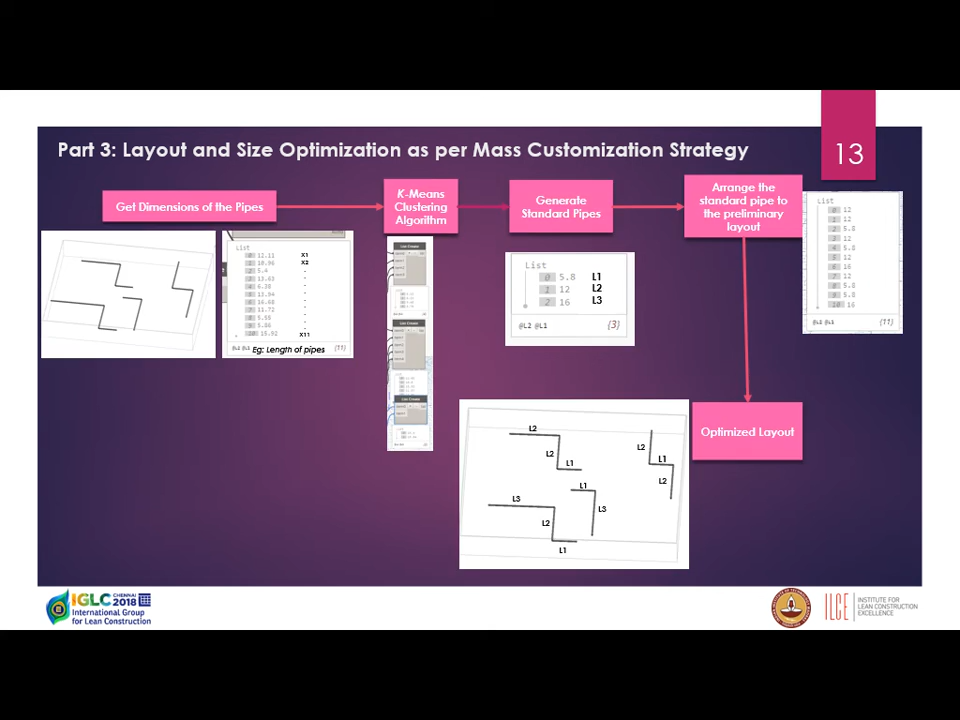 Part 3: Layout and Size Optimization as per Mass Customization Strategy
13
Get Dimensions of the Pipes
K-Means
Clustering
Algorithm
Generate
Standard Pipes
Arrange the
standard pipe to
the preliminary
layout
List
0 12.11 X1
1 10.96 X2
2 5.4
3 13.63
4 6.38
5 13.94
6 16.68
7 11.72
8 5.55
9 5.86
10 15.92 X11
Eg: Length of pipes
{11}
List Create
List Create
List Create
List
0 5.8 L1
1 12 L2
2 16 L3
@L2 @L1 {3}
List
0 12
1 12
2 5.8
3 12
4 5.8
5 12
6 16
7 12
8 5.8
9 5.8
10 16
@L2 @L1 {11}
Optimized Layout
L2
L2
L1
L2
L1
L2
L1
L3
L3
L2
L1
IGLC CHENNAI 2018
International Group
for Lean Construction
ILCE
INSTITUTE FOR
LEAN CONSTRUCTION
EXCELLENCE